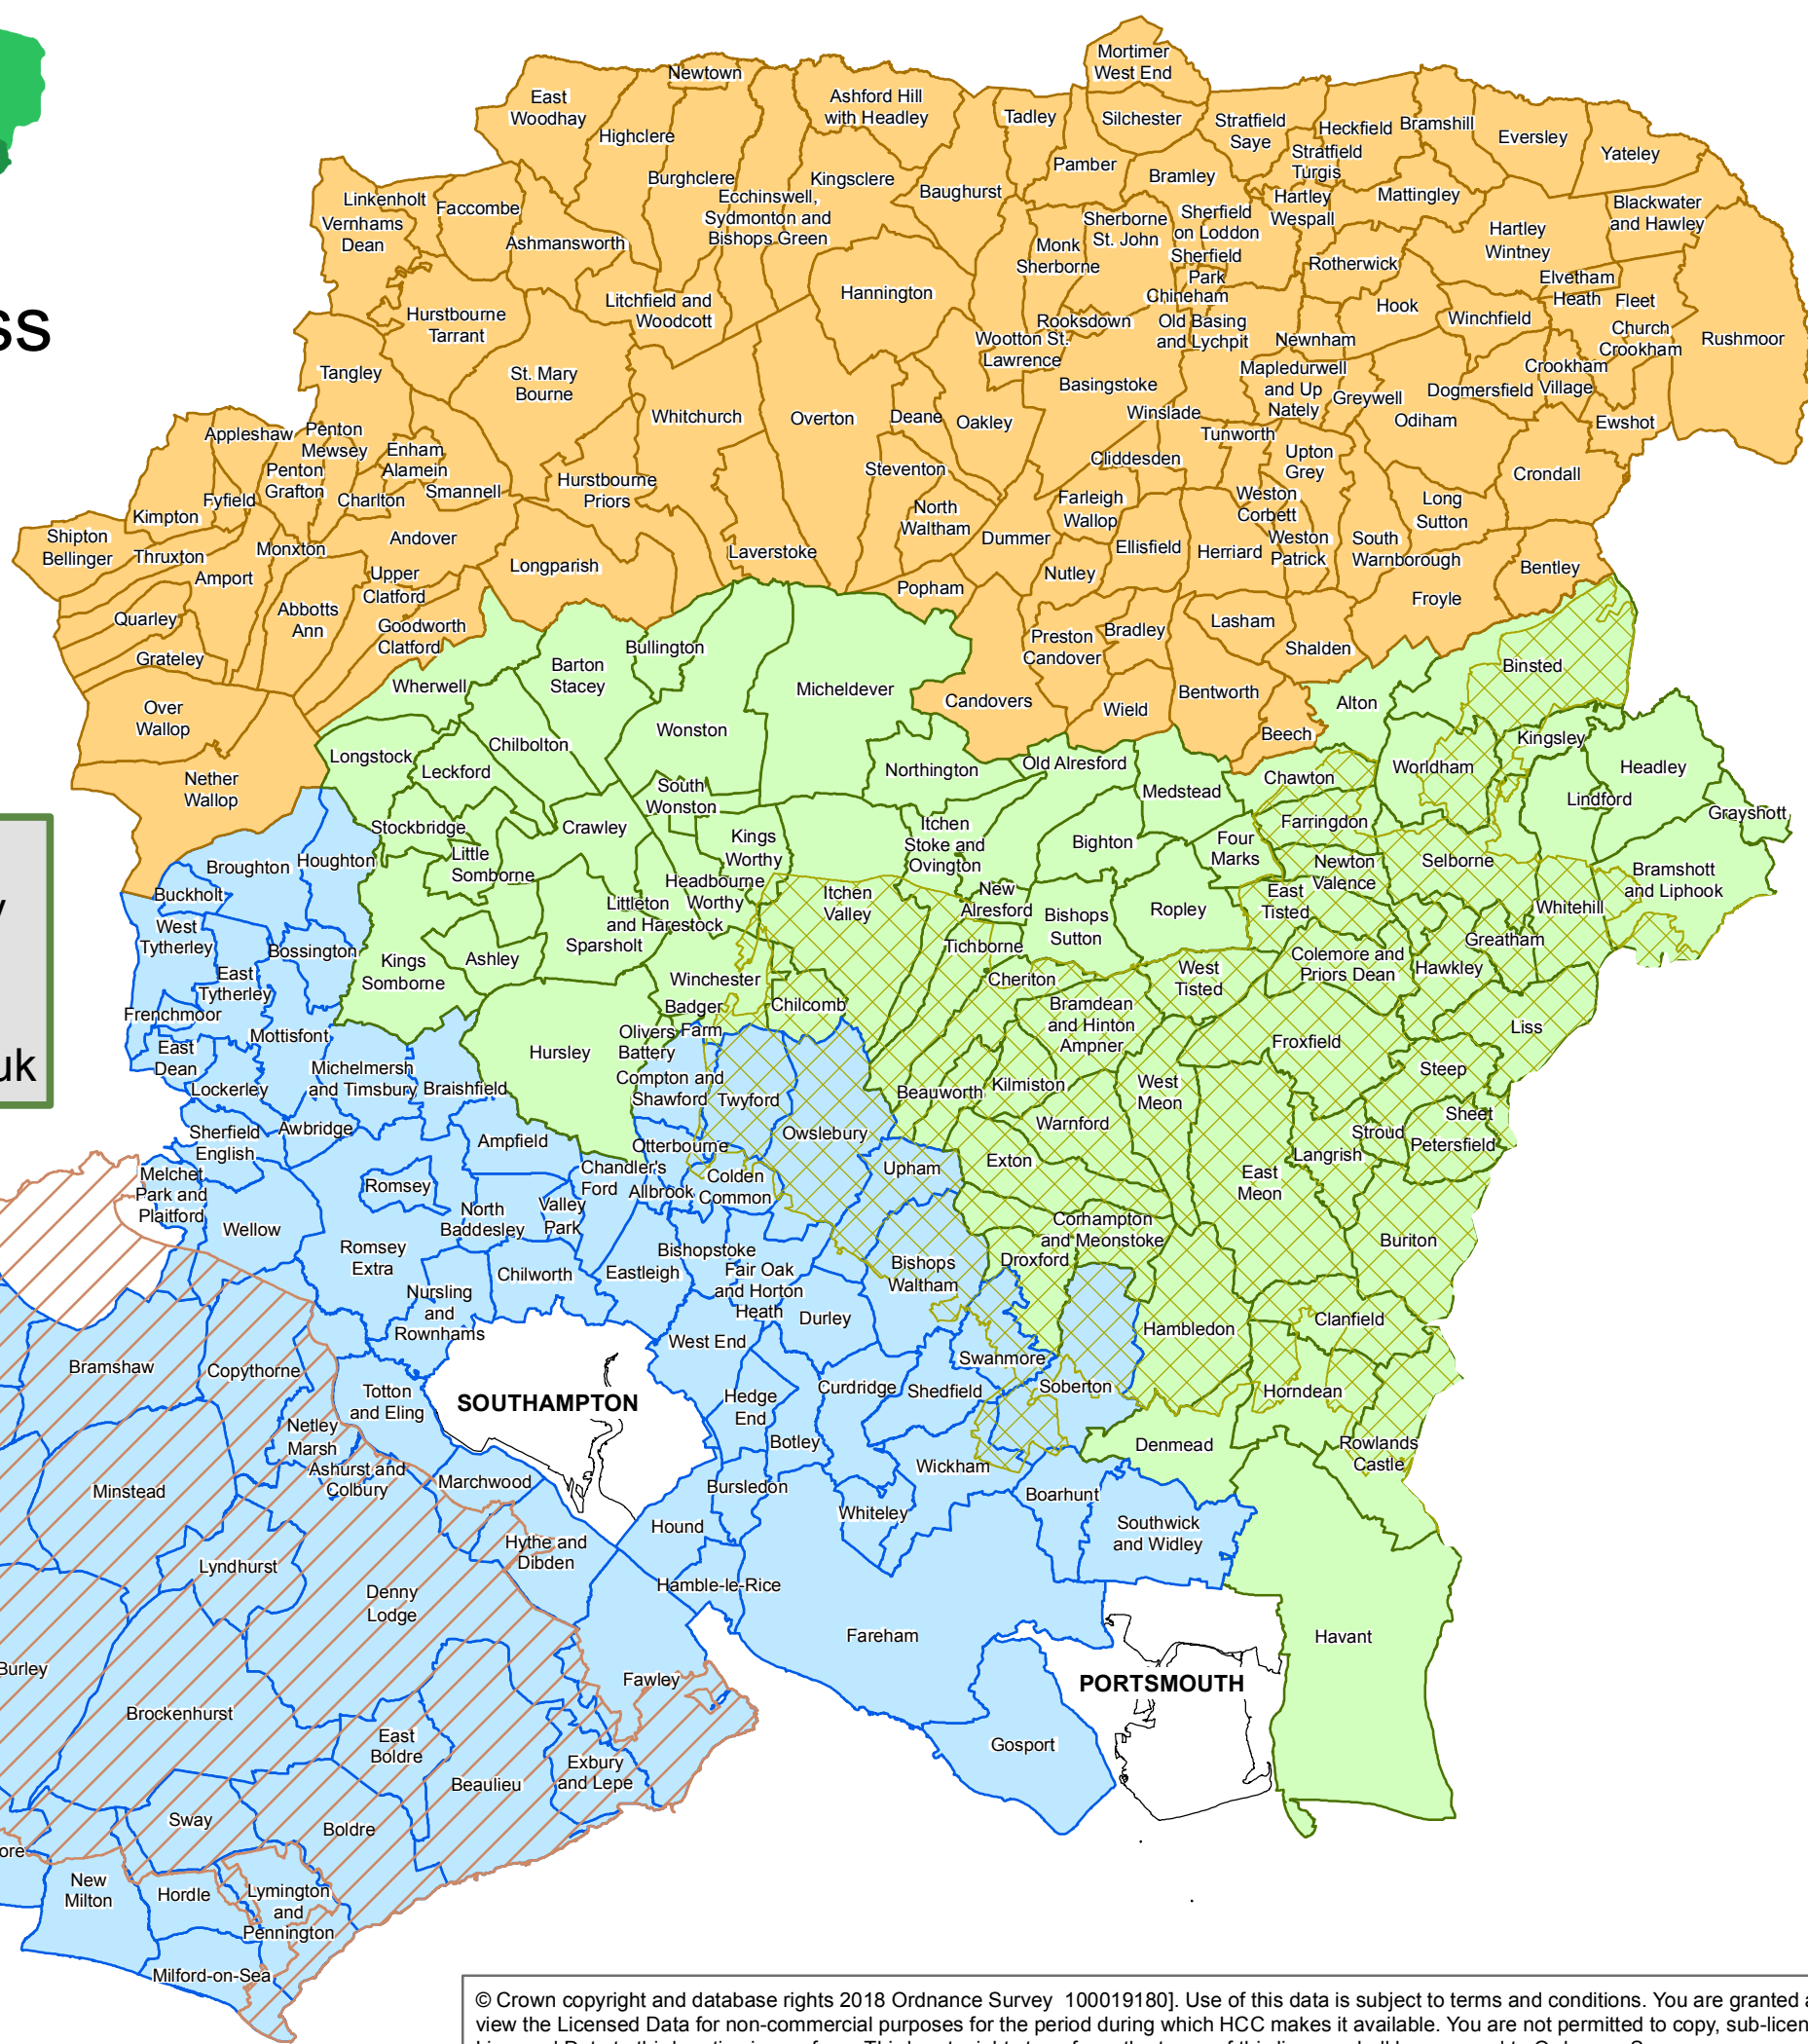 ss
y
uk
Mortimer
West End
Newtown
East
Woodhay
Ashford Hill
with Headley
Tadley
Silchester
Highclere
Stratfield
Saye
Heckfield
Bramshill
Eversley
Yateley
Stratfield
Turgis
Pamber
Bramley
Burghclere
Kingsclere
Baughurst
Linkenholt
Faccombe
Ecchinswell,
Sydmonton and
Bishops Green
Hartley
Wespall
Mattingley
Blackwater
and Hawley
Vernhams
Dean
Ashmansworth
Sherborne
St. John
Sherfield
on Loddon
Hartley
Wintney
Monk
Sherborne
Sherfield
Park
Rotherwick
Elvetham
Heath
Fleet
Hannington
Chineham
Litchfield and
Woodcott
Hook
Winchfield
Hurstbourne
Tarrant
Rooksdown
Old Basing
and Lychpit
Church
Crookham
Wootton St.
Lawrence
Newnham
Rushmoor
Tangley
St. Mary
Bourne
Basingstoke
Mapledurwell
and Up
Nately
Crookham
Village
Greywell
Dogmersfield
Whitchurch
Overton
Deane
Oakley
Winslade
Odiham
Ewshot
Appleshaw
Penton
Mewsey
Tunworth
Enham
Alamein
Cliddesden
Upton
Grey
Penton
Grafton
Steventon
Crondall
Fyfield
Charlton
Smannell
Hurstbourne
Priors
Farleigh
Wallop
Weston
Corbett
Long
Sutton
Kimpton
North
Waltham
Shipton
Bellinger
Andover
Dummer
Thruxton
Monxton
Laverstoke
Ellisfield
Herriard
Weston
Patrick
South
Warnborough
Amport
Upper
Clatford
Longparish
Nutley
Bentley
Popham
Quarley
Abbotts
Ann
Goodworth
Clatford
Froyle
Lasham
Bradley
Preston
Candover
Shalden
Grateley
Bullington
Barton
Stacey
Binsted
Wherwell
Micheldever
Candovers
Bentworth
Alton
Over
Wallop
Wield
Wonston
Beech
Longstock
Chilbolton
Kingsley
Leckford
Northington
Old Alresford
Chawton
Worldham
Headley
Nether
Wallop
South
Wonston
Medstead
Lindford
Grayshott
Stockbridge
Crawley
Farringdon
Itchen
Stoke and
Ovington
Kings
Worthy
Bighton
Four
Marks
Broughton
Houghton
Little
Somborne
Newton
Valence
Selborne
Bramshott
and Liphook
Headbourne
Worthy
Buckholt
Itchen
Valley
New
Alresford
East
Tisted
Whitehill
Littleton
and Harestock
Bishops
Sutton
Ropley
West
Tytherley
Sparsholt
Bossington
Tichborne
Greatham
Ashley
Kings
Somborne
Colemore and
Priors Dean
Hawkley
East
Tytherley
Winchester
Cheriton
West
Tisted
Frenchmoor
Badger
Farm
Chilcomb
Bramdean
and Hinton
Ampner
Liss
Mottisfont
Olivers
Battery
Hursley
Froxfield
East
Dean
Michelmersh
and Timsbury
Steep
Lockerley
Braishfield
Compton and
Shawford
Twyford
Beauworth
Kilmiston
West
Meon
Sheet
Sherfield
English
Awbridge
Ampfield
Otterbourne
Owslebury
Warnford
Stroud
Petersfield
Langrish
Melchet
Park and
Plaitford
Romsey
Chandler's
Ford
Allbrook
Colden
Common
Upham
Exton
East
Meon
Valley
Park
North
Baddesley
Wellow
Corhampton
and Meonstoke
Buriton
Romsey
Extra
Bishopstoke
Droxford
Chilworth
Eastleigh
Fair Oak
and Horton
Heath
Bishops
Waltham
Nursling
and
Rownhams
Durley
Clanfield
Hambledon
West End
Bramshaw
Copythorne
Swanmore
SOUTHAMPTON
Totton
and Eling
Hedge
End
Curdridge
Shedfield
Soberton
Horndean
Netley
Marsh
Botley
Denmead
Rowlands
Castle
Ashurst and
Colbury
Marchwood
Wickham
Minstead
Bursledon
Boarhunt
Whiteley
Hound
Southwick
and Widley
Hythe and
Dibden
Lyndhurst
Hamble-le-Rice
Denny
Lodge
Fareham
Havant
Burley
Fawley
PORTSMOUTH
Brockenhurst
East
Boldre
Gosport
Exbury
and Lepe
Beaulieu
Sway
Boldre
ore
New
Milton
Hordle
Lymington
and
Pennington
Milford-on-Sea
© Crown copyright and database rights 2018 Ordnance Survey 100019180]. Use of this data is subject to terms and conditions. You are granted a
view the Licensed Data for non-commercial purposes for the period during which HCC makes it available. You are not permitted to copy, sub-licen